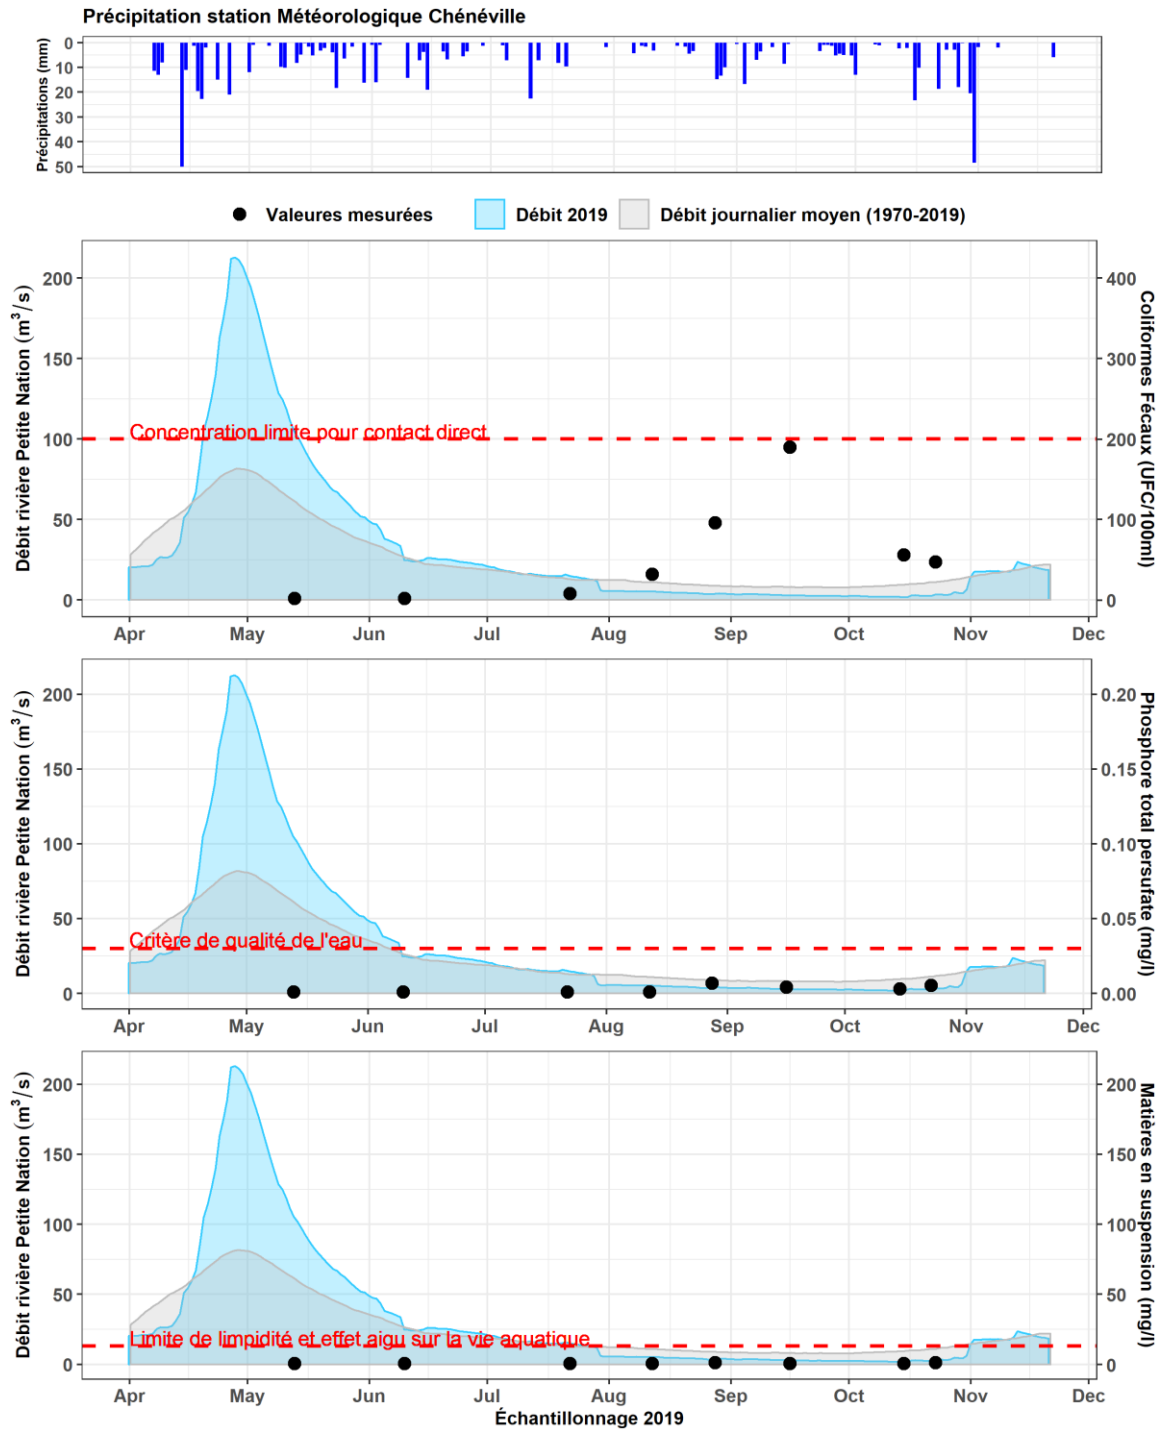 Précipitation station Météorologique Chénéville
Précipitations (mm)
0
10
20
30
40
50
Valeures mesurées Débit 2019 Débit journalier moyen (1970-2019)
Débit rivière Petite Nation (m³/s)
200
150
100
50
0
Concentration limite pour contact direct
400
300
200
100
0
Coliformes Fécaux (UFC/100ml)
Apr May Jun Jul Aug Sep Oct Nov Dec
Débit rivière Petite Nation (m³/s)
200
150
100
50
0
Critère de qualité de l'eau
0.20
0.15
0.10
0.05
0.00
Phosphore total persufate (mg/l)
Apr May Jun Jul Aug Sep Oct Nov Dec
Débit rivière Petite Nation (m³/s)
200
150
100
50
0
Limite de limpidité et effet aigu sur la vie aquatique
200
150
100
50
0
Matières en suspension (mg/l)
Apr May Jun Jul Aug Sep Oct Nov Dec
Échantillonnage 2019